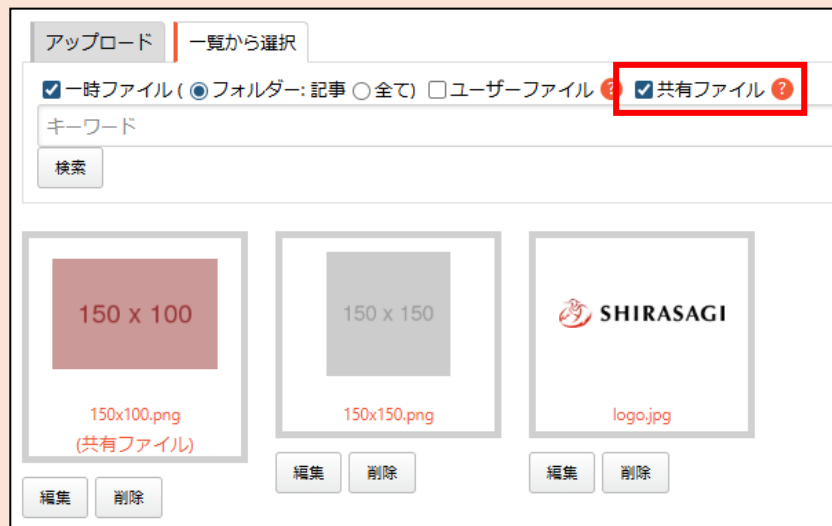 アップロード 一覧から選択
一時ファイル ( フォルダー: 記事 全て) ユーザーファイル ? 共有ファイル ?
キーワード
検索
150 x 100 150 x 150 SHIRASAGI
150x100.png 150x150.png logo.jpg
(共有ファイル)
編集 削除 編集 削除 編集 削除